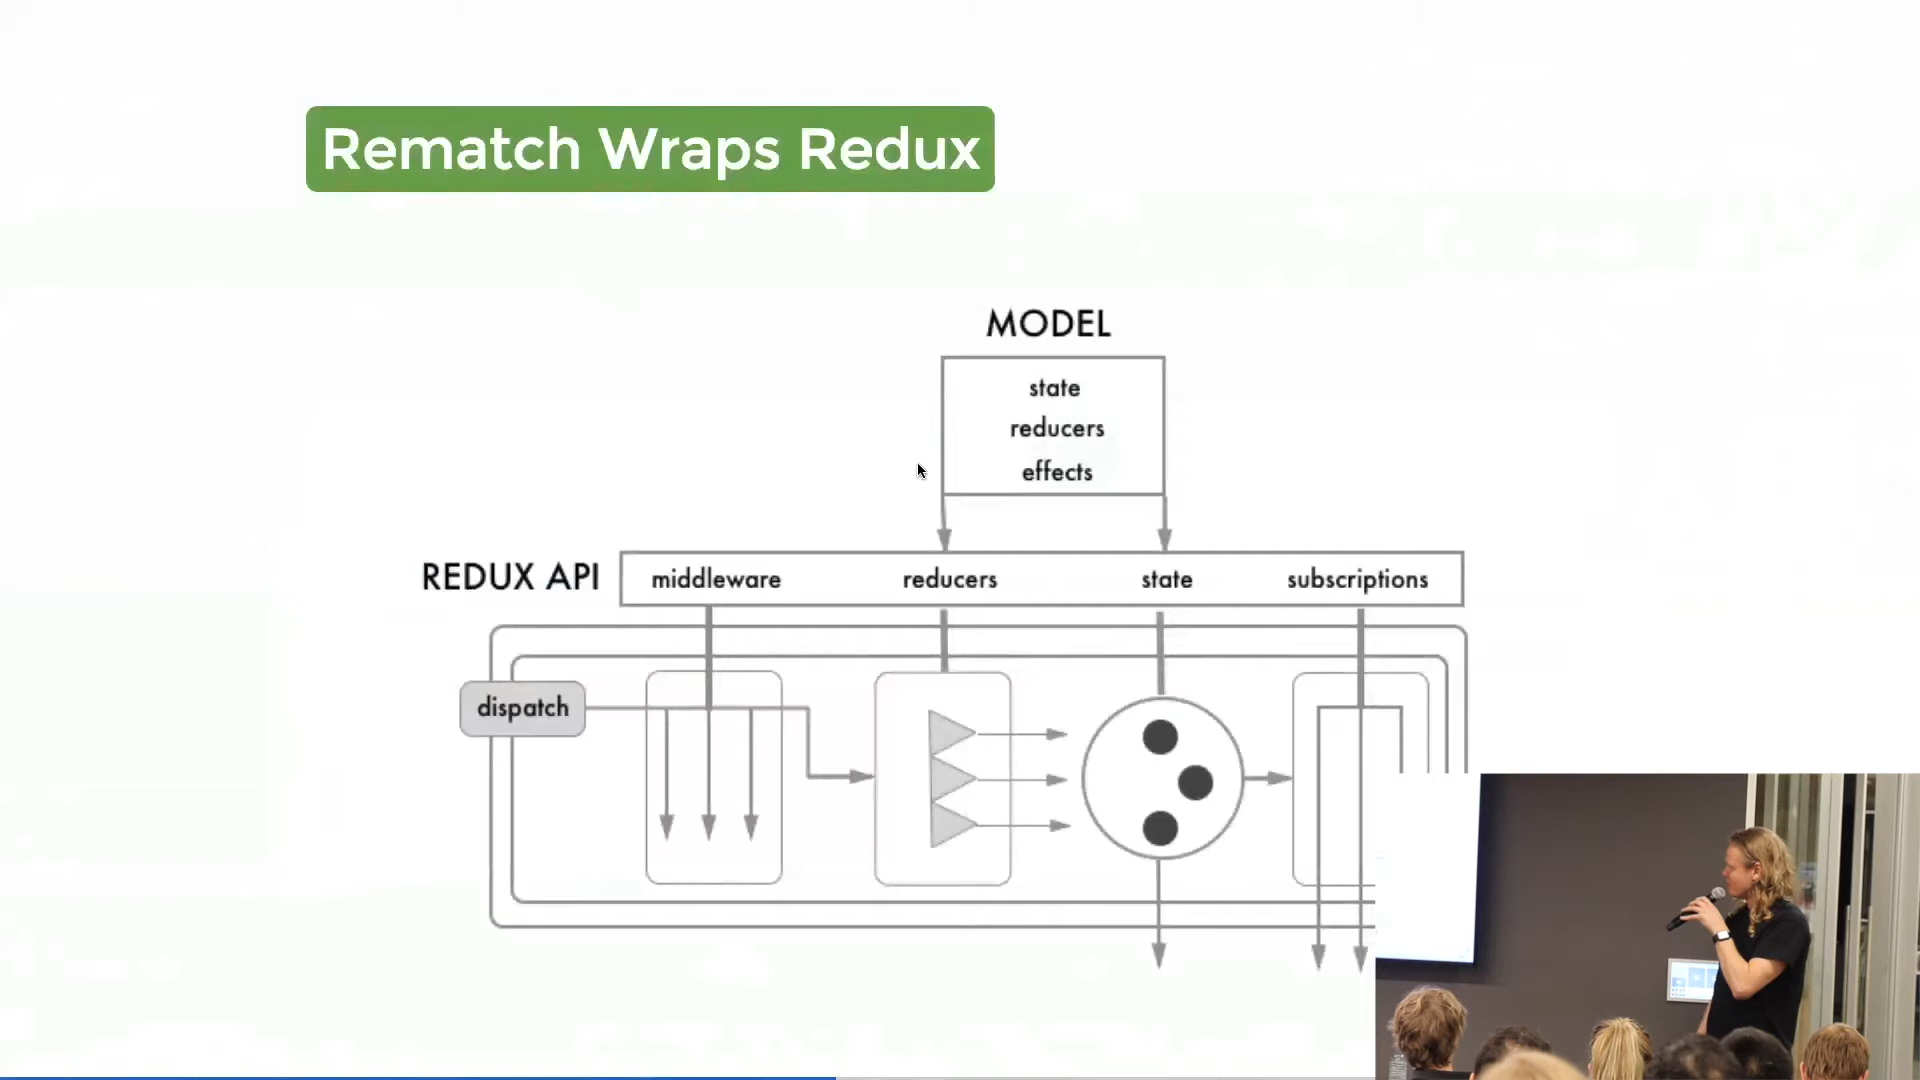 Rematch Wraps Redux
MODEL
state
reducers
effects
REDUX API
middleware reducers state subscriptions
dispatch